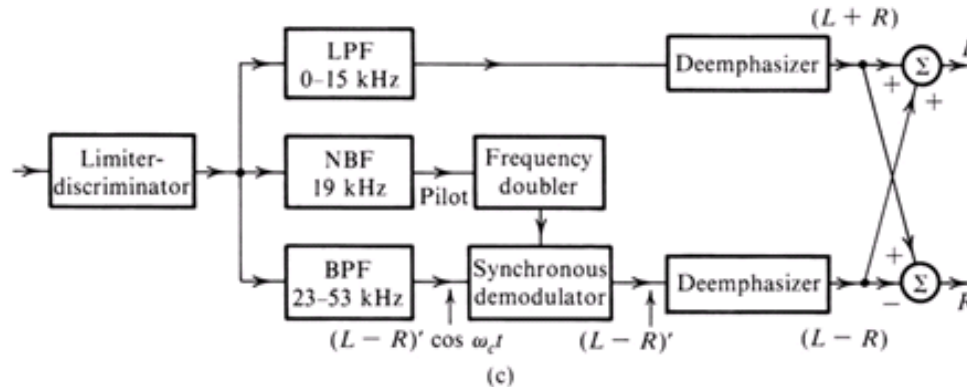 (L + R)
LPF
0–15 kHz
Deemphasizer
Σ
+
+
Limiter-
discriminator
NBF
19 kHz
Pilot
Frequency
doubler
BPF
23–53 kHz
Synchronous
demodulator
Deemphasizer
+
Σ
−
(L − R)′ cos ω_c t
(L − R)′
(L − R)
R
(c)